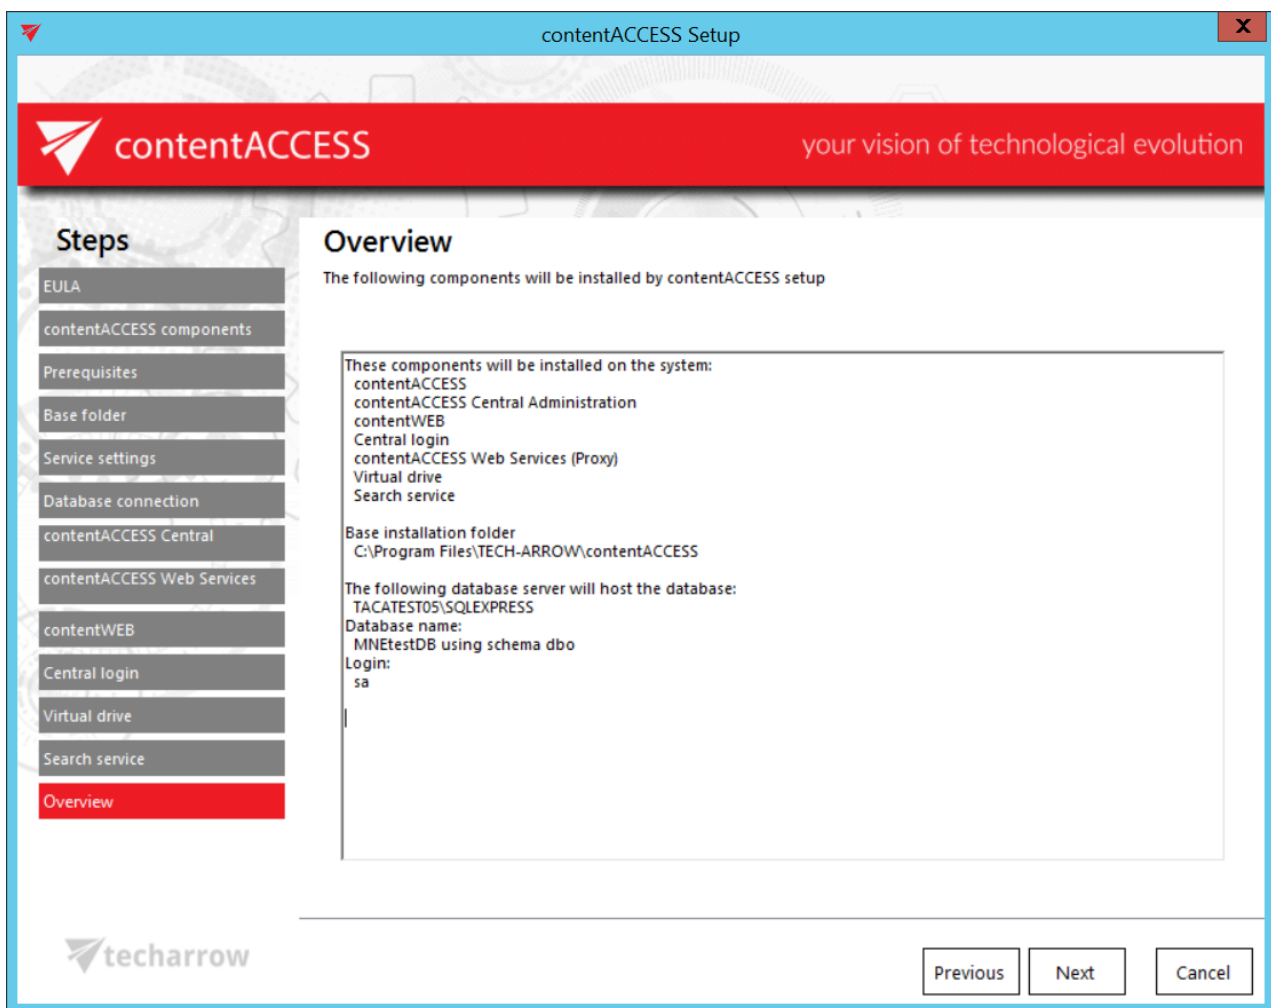 contentACCESS Setup
X
contentACCESS
your vision of technological evolution
Steps
EULA
contentACCESS components
Prerequisites
Base folder
Service settings
Database connection
contentACCESS Central
contentACCESS Web Services
contentWEB
Central login
Virtual drive
Search service
Overview
Overview
The following components will be installed by contentACCESS setup
These components will be installed on the system:
contentACCESS
contentACCESS Central Administration
contentWEB
Central login
contentACCESS Web Services (Proxy)
Virtual drive
Search service
Base installation folder
C:\Program Files\TECH-ARROW\contentACCESS
The following database server will host the database:
TACATEST05\SQLEXPRESS
Database name:
MNEtestDB using schema dbo
Login:
sa
techarrow
Previous
Next
Cancel